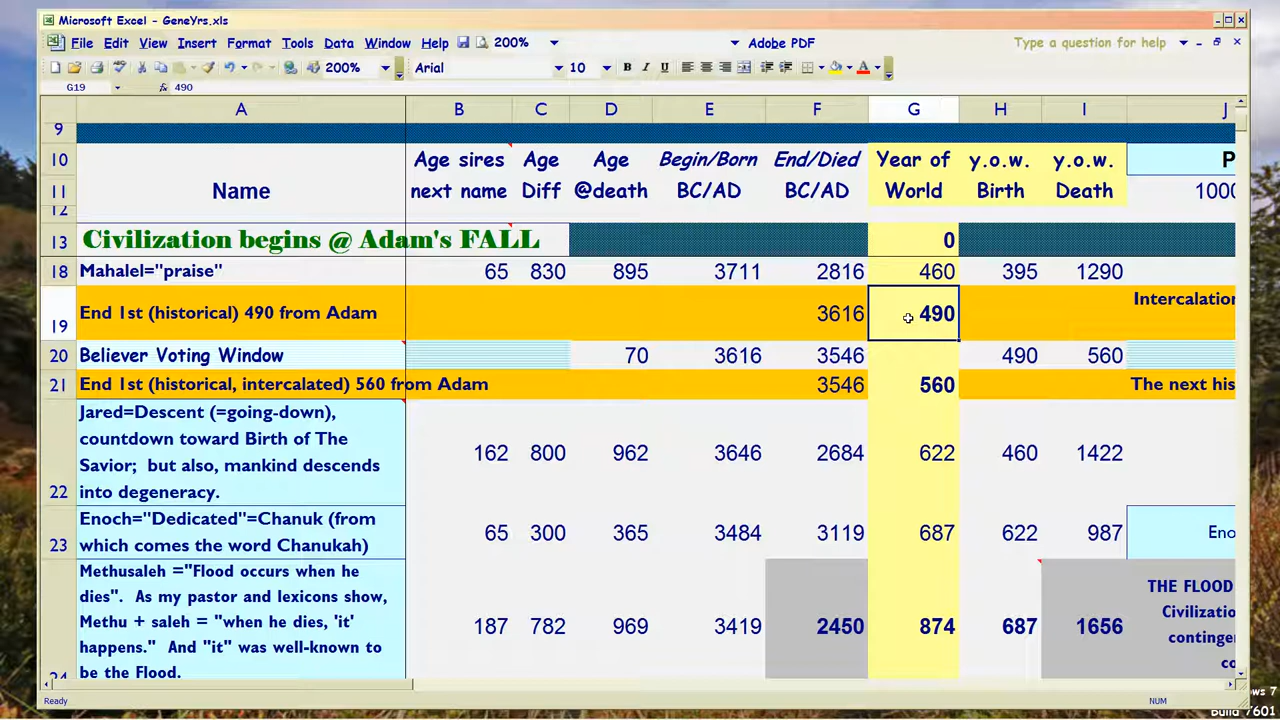 Microsoft Excel - GeneYrs.xls
File Edit View Insert Format Tools Data Window Help 200% Adobe PDF Type a question for help
200% Arial 10 B I U A
G19 fx 490
A B C D E F G H I J
9
10 Age sires Age Age Begin/Born End/Died Year of y.o.w. y.o.w. P
11 Name next name Diff @death BC/AD BC/AD World Birth Death 1000
12
13 Civilization begins @ Adam's FALL 0
18 Mahalel="praise" 65 830 895 3711 2816 460 395 1290
Intercalation
19 End 1st (historical) 490 from Adam 3616 490
20 Believer Voting Window 70 3616 3546 490 560
21 End 1st (historical, intercalated) 560 from Adam 3546 560 The next his
Jared=Descent (=going-down),
countdown toward Birth of The
Savior; but also, mankind descends 162 800 962 3646 2684 622 460 1422
into degeneracy.
22
Enoch="Dedicated"=Chanuk (from
which comes the word Chanukah) 65 300 365 3484 3119 687 622 987 Eno
23
Methusaleh ="Flood occurs when he
dies". As my pastor and lexicons show,
Methu + saleh = "when he dies, 'it'
happens." And "it" was well-known to
be the Flood.
187 782 969 3419 2450 874 687 1656
THE FLOOD
Civilizatio
continger
co
24
Ready NUM
ows 7
Build 7601